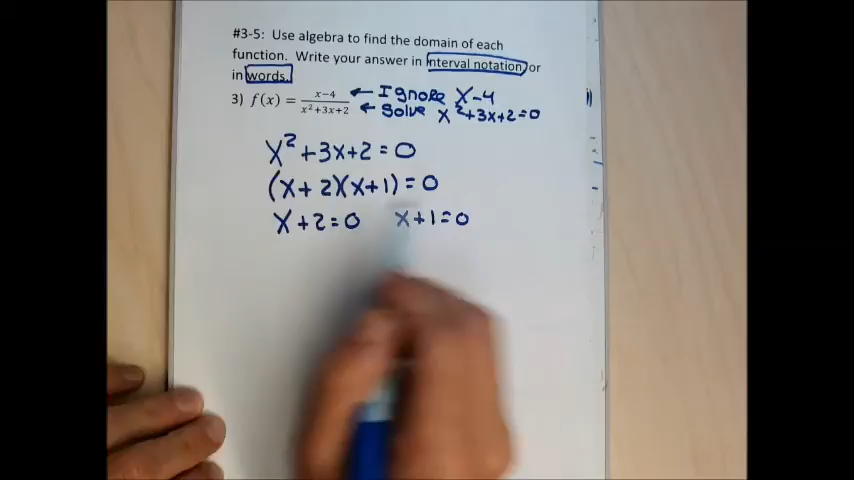 #3-5: Use algebra to find the domain of each
function. Write your answer in interval notation, or
in words.
3) f(x) = x-4 / x²+3x+2 ← Ignore x-4
← Solve x²+3x+2=0
x²+3x+2=0
(x+2)(x+1)=0
x+2=0 x+1=0